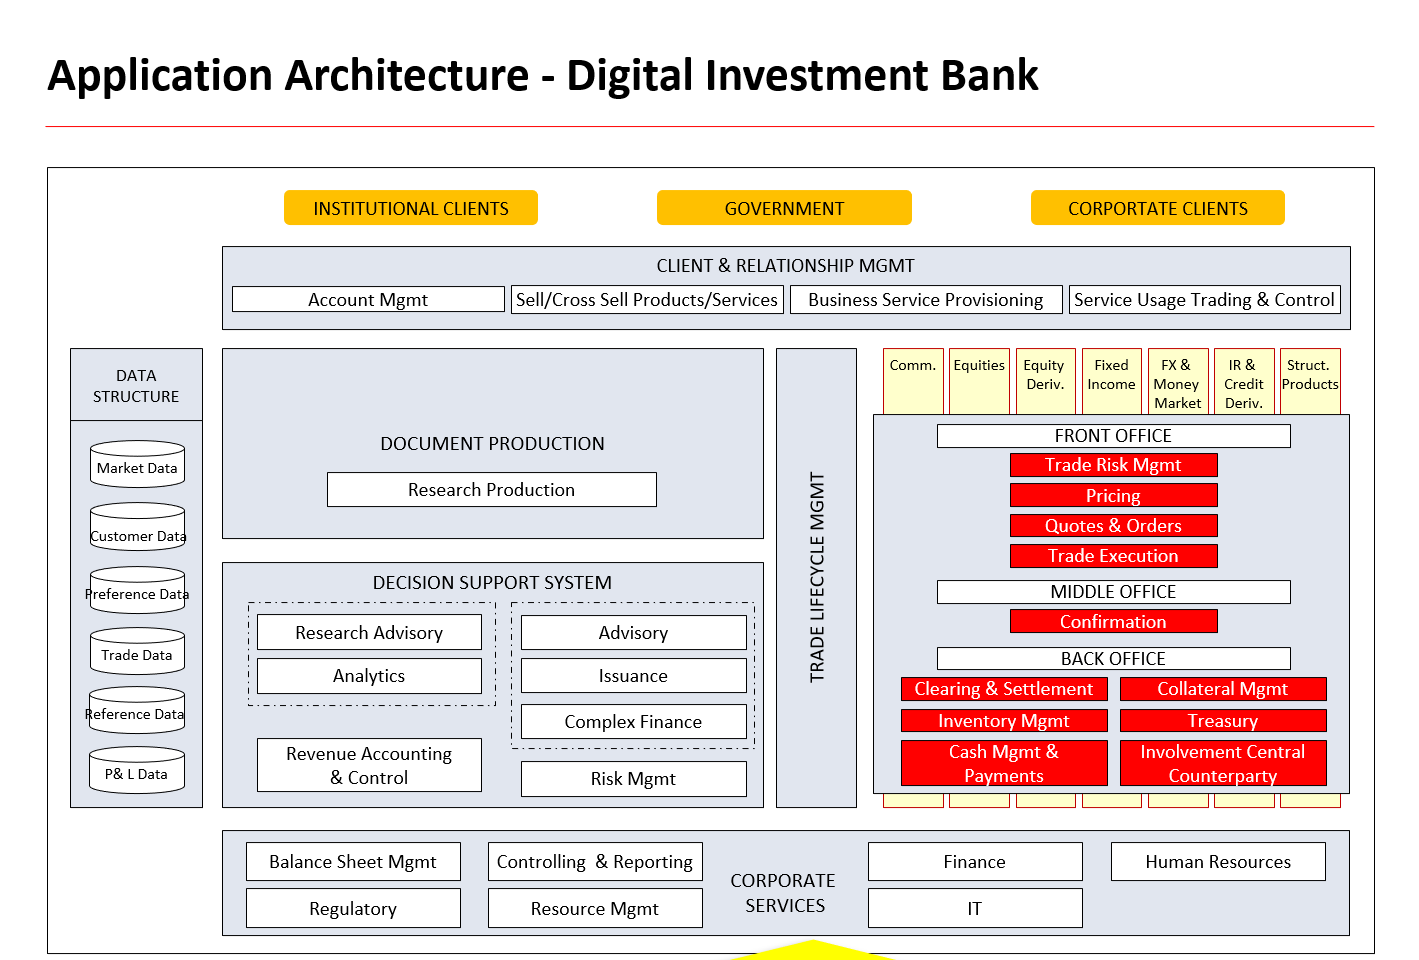 Application Architecture - Digital Investment Bank
INSTITUTIONAL CLIENTS
GOVERNMENT
CORPORTATE CLIENTS
CLIENT & RELATIONSHIP MGMT
Account Mgmt
Sell/Cross Sell Products/Services
Business Service Provisioning
Service Usage Trading & Control
DATA
STRUCTURE
Market Data
Customer Data
Preference Data
Trade Data
Reference Data
P& L Data
DOCUMENT PRODUCTION
Research Production
DECISION SUPPORT SYSTEM
Research Advisory
Analytics
Revenue Accounting
& Control
Advisory
Issuance
Complex Finance
Risk Mgmt
TRADE LIFECYCLE MGMT
Comm.
Equities
Equity
Deriv.
Fixed
Income
FX &
Money
Market
IR &
Credit
Deriv.
Struct.
Products
FRONT OFFICE
Trade Risk Mgmt
Pricing
Quotes & Orders
Trade Execution
MIDDLE OFFICE
Confirmation
BACK OFFICE
Clearing & Settlement
Collateral Mgmt
Inventory Mgmt
Treasury
Cash Mgmt &
Payments
Involvement Central
Counterparty
Balance Sheet Mgmt
Controlling  & Reporting
CORPORATE
SERVICES
Finance
Human Resources
Regulatory
Resource Mgmt
IT